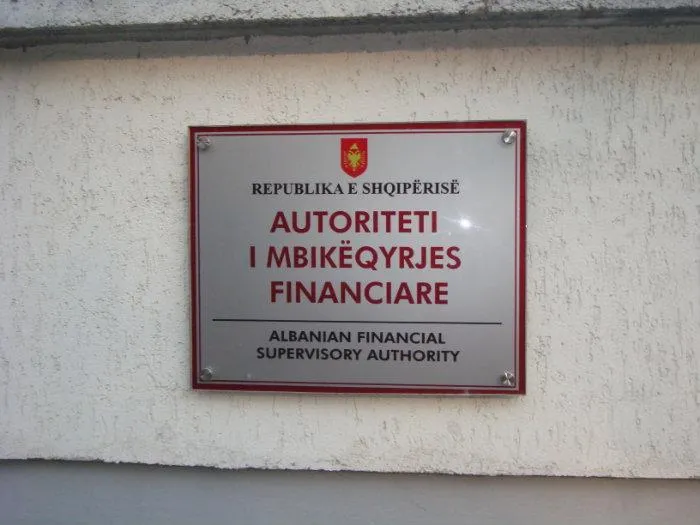 REPUBLIKA E SHQIPËRISË
AUTORITETI
I MBIKËQYRJES
FINANCIARE
ALBANIAN FINANCIAL
SUPERVISORY AUTHORITY